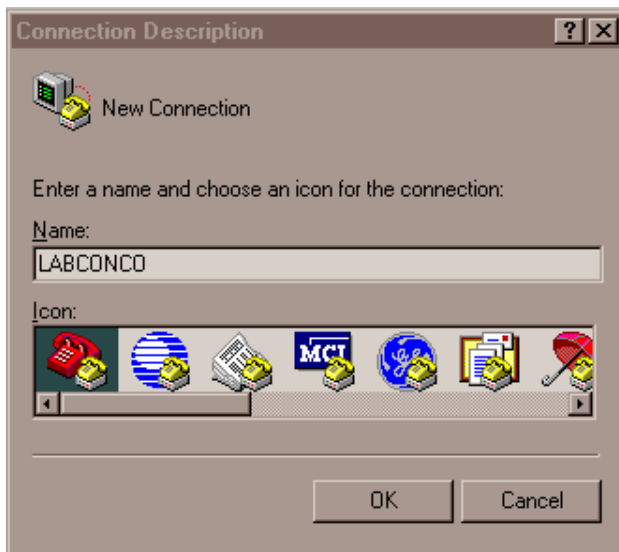 Connection Description
New Connection
Enter a name and choose an icon for the connection:
Name:
LABCONCO
Icon:
MCI
OK
Cancel